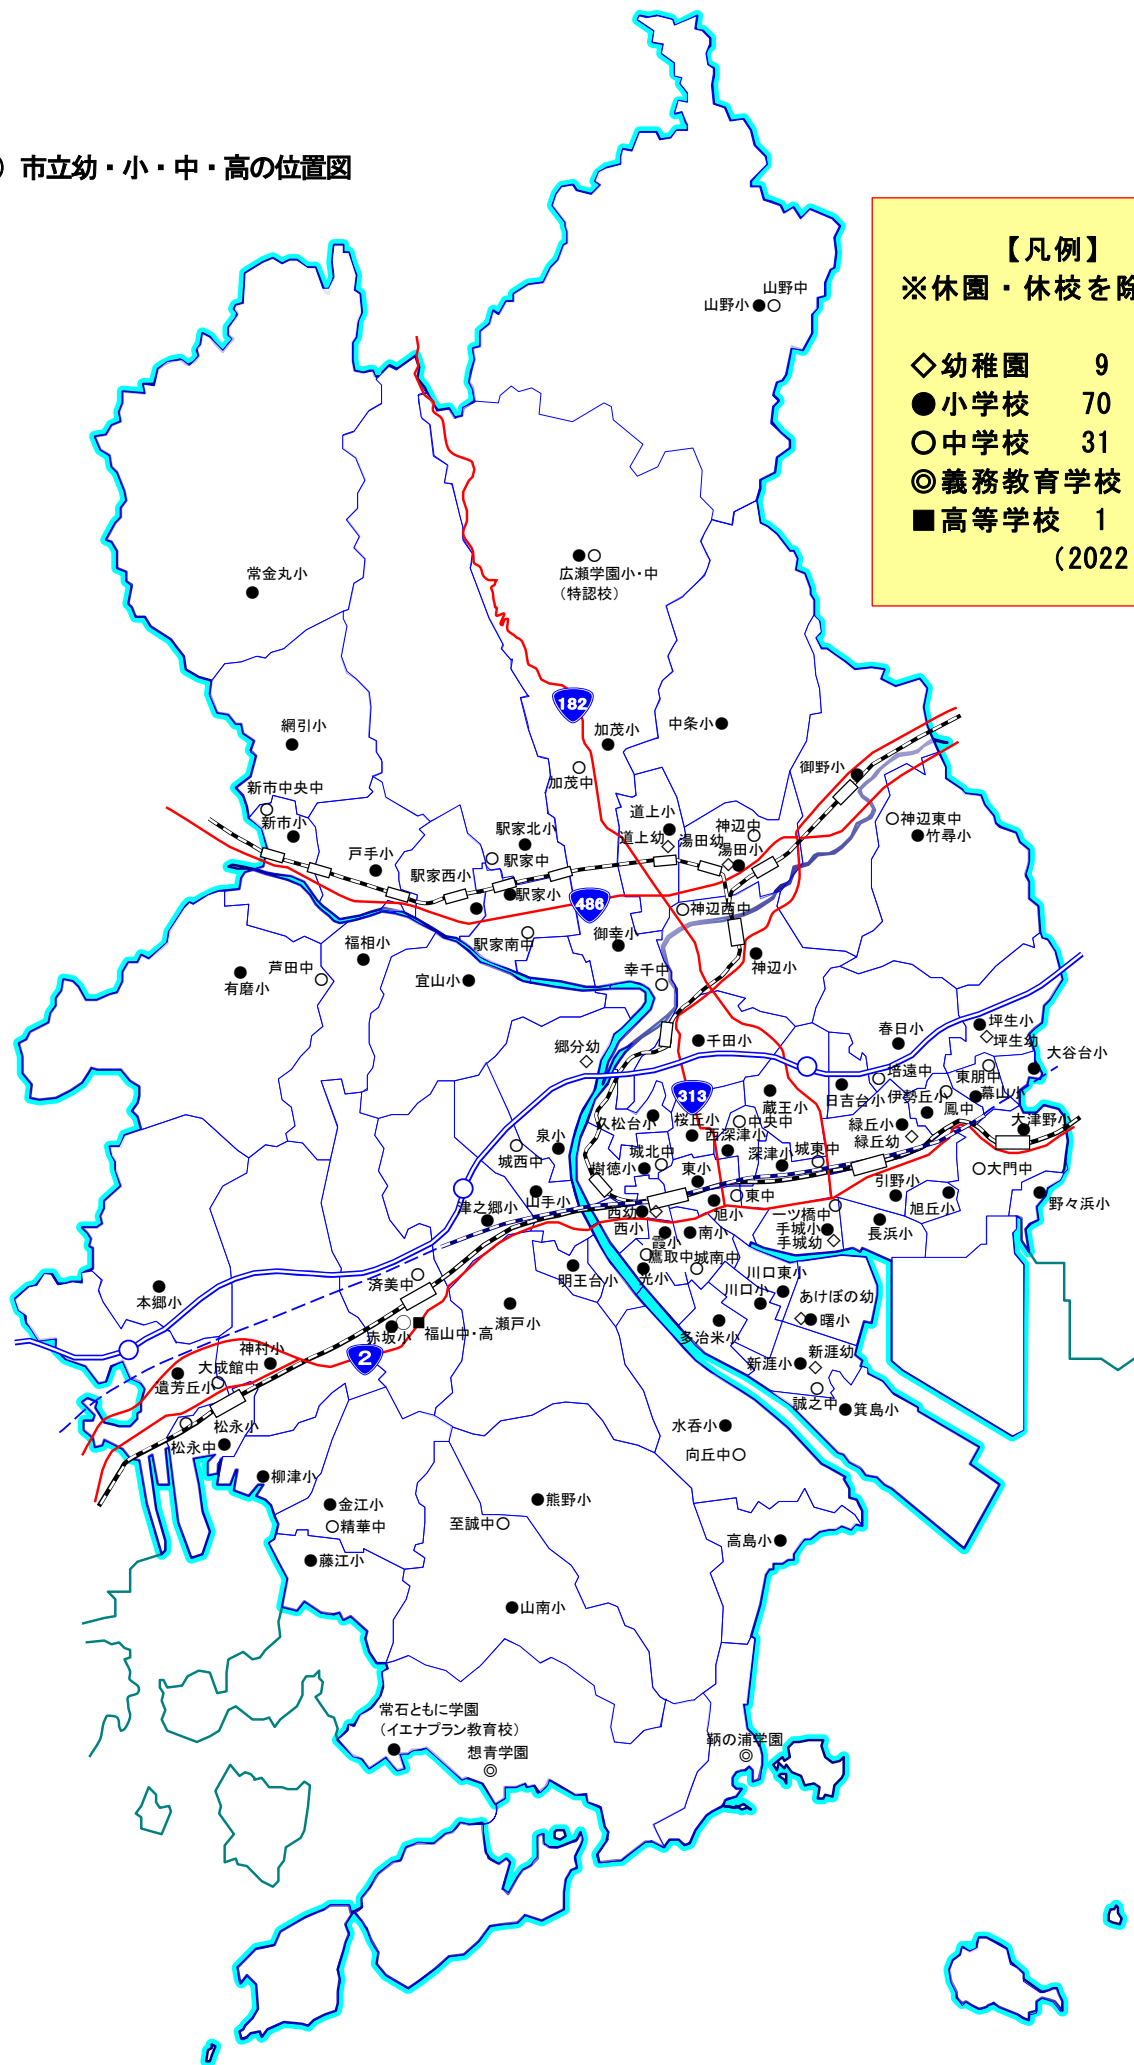 ) 市立幼・小・中・高の位置図
【凡例】
※休園・休校を除
◇幼稚園 9
●小学校 70
○中学校 31
◎義務教育学校
■高等学校 1
(2022
山野中
山野小
広瀬学園小・中
(特認校)
常金丸小
182
中条小
網引小
加茂小
御野小
加茂中
新市中央中
道上小
神辺中
神辺東中
新市小
駅家北小
道上幼
湯田幼
竹尋小
戸手小
駅家中
湯田小
駅家西小
駅家小
486
神辺西中
福相小
駅家南中
御幸小
芦田中
神辺小
有磨小
宜山小
幸千中
坪生小
春日小
千田小
坪生幼
郷分幼
大谷台小
培遠中
東朋中
313
日吉台小
伊勢丘小
幕山小
蔵王小
鳳中
久松台小
桜丘小
中央中
緑丘小
大津野小
泉小
西深津小
緑丘幼
城西中
城北中
深津小
城東中
樹徳小
東小
大門中
山手小
東中
引野小
津之郷小
旭丘小
野々浜小
西幼
旭小
一ツ橋中
西小
手城小
長浜小
霞小
南小
手城幼
鷹取中
城南中
済美中
明王台小
光小
川口東小
本郷小
川口小
あけぼの幼
瀬戸小
曙小
赤坂小
福山中・高
多治米小
神村小
2
新涯幼
大成館中
新涯小
遺芳丘小
誠之中
箕島小
松永小
水呑小
松永中
向丘中
柳津小
金江小
熊野小
精華中
至誠中
高島小
藤江小
山南小
常石ともに学園
(イエナプラン教育校)
鞆の浦学園
想青学園